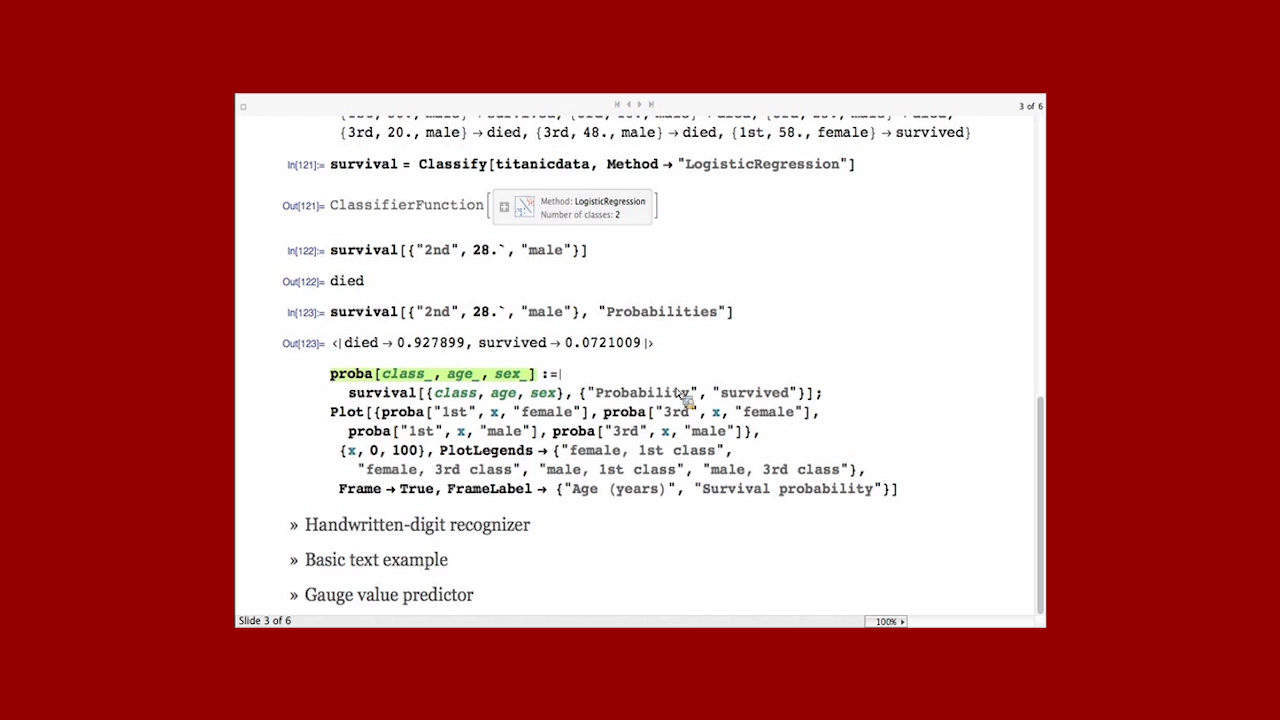 3 of 6
{3rd, 20., male} → died, {3rd, 48., male} → died, {1st, 58., female} → survived}
In[121]:= survival = Classify[titanicdata, Method → "LogisticRegression"]
Out[121]= ClassifierFunction[ Method: LogisticRegression
Number of classes: 2 ]
In[122]:= survival[{"2nd", 28.`, "male"}]
Out[122]= died
In[123]:= survival[{"2nd", 28.`, "male"}, "Probabilities"]
Out[123]= <|died → 0.927899, survived → 0.0721009|>
proba[class_, age_, sex_] :=
survival[{class, age, sex}, {"Probability", "survived"}];
Plot[{proba["1st", x, "female"], proba["3rd", x, "female"],
proba["1st", x, "male"], proba["3rd", x, "male"]},
{x, 0, 100}, PlotLegends → {"female, 1st class",
"female, 3rd class", "male, 1st class", "male, 3rd class"},
Frame → True, FrameLabel → {"Age (years)", "Survival probability"}]
» Handwritten-digit recognizer
» Basic text example
» Gauge value predictor
Slide 3 of 6
100%